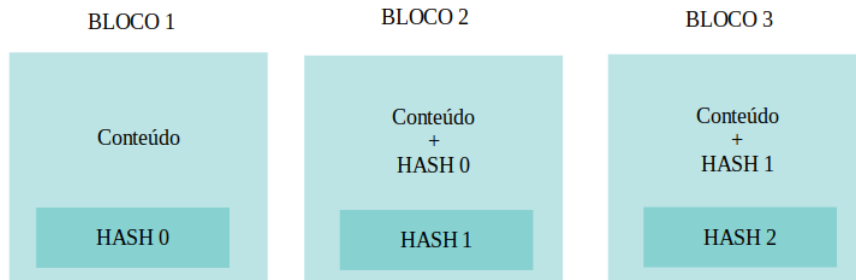 BLOCO 1
Conteúdo
HASH 0
BLOCO 2
Conteúdo
+
HASH 0
HASH 1
BLOCO 3
Conteúdo
+
HASH 1
HASH 2